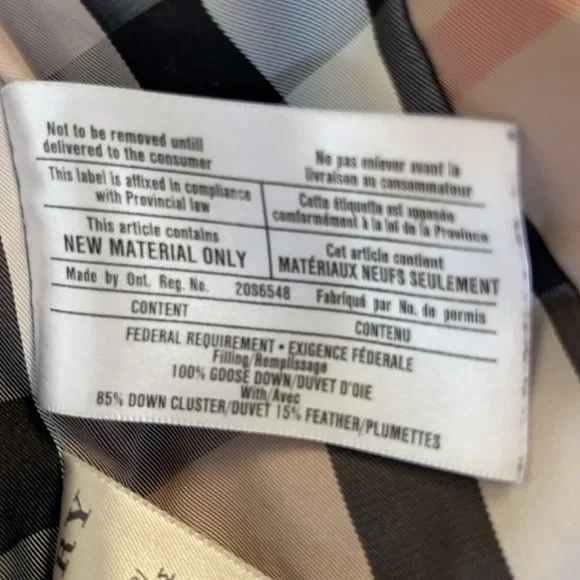 Not to be removed untill
delivered to the consumer
Ne pas enlever avant la
livraison au consommateur
This label is affixed in compliance
with Provincial law
Cette étiquette est apposée
conformément à la loi de la Province
This article contains
NEW MATERIAL ONLY
Cet article contient
MATÉRIAUX NEUFS SEULEMENT
Made by Ont. Reg. No. 20S6548 Fabriqué par No. de permis
CONTENT CONTENU
FEDERAL REQUIREMENT • EXIGENCE FÉDERALE
Filling/Remplissage
100% GOOSE DOWN/DUVET D'OIE
With/Avec
85% DOWN CLUSTER/DUVET 15% FEATHER/PLUMETTES
RY